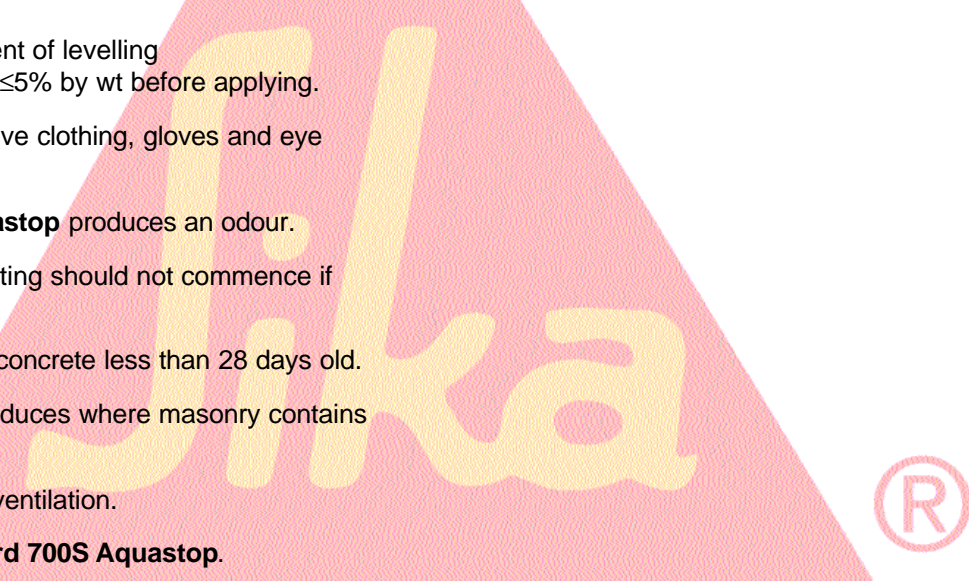 ent of levelling
≤5% by wt before applying.
ve clothing, gloves and eye
astop produces an odour.
ting should not commence if
concrete less than 28 days old.
duces where masonry contains
ventilation.
rd 700S Aquastop.
Sika
®